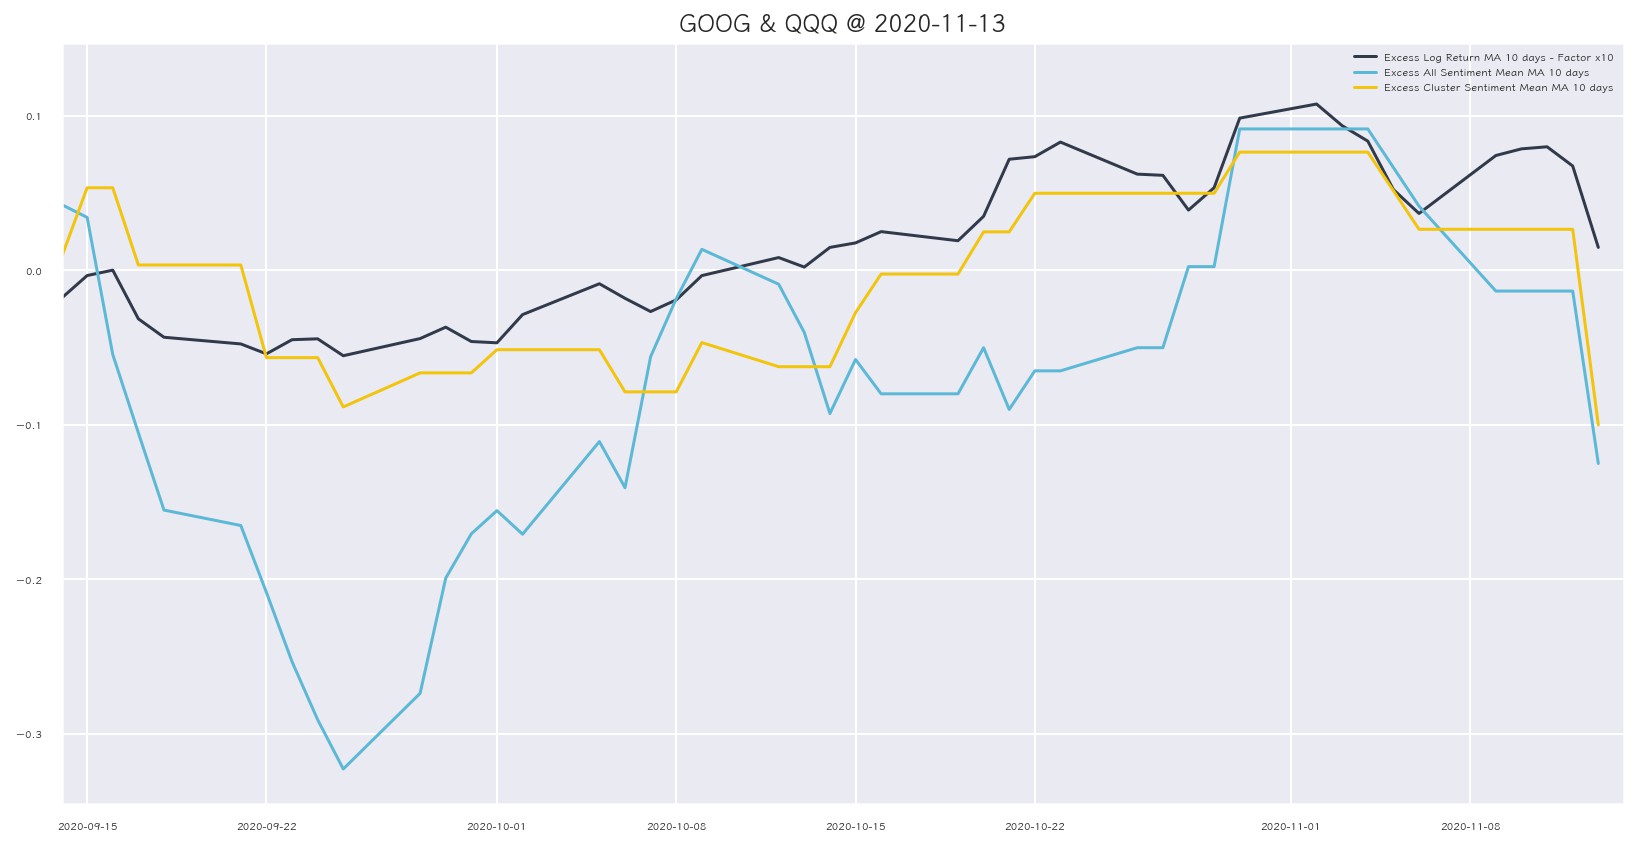 GOOG & QQQ @ 2020-11-13
Excess Log Return MA 10 days - Factor x10
Excess All Sentiment Mean MA 10 days
Excess Cluster Sentiment Mean MA 10 days
0.1
0.0
−0.1
−0.2
−0.3
2020-09-15 2020-09-22 2020-10-01 2020-10-08 2020-10-15 2020-10-22 2020-11-01 2020-11-08